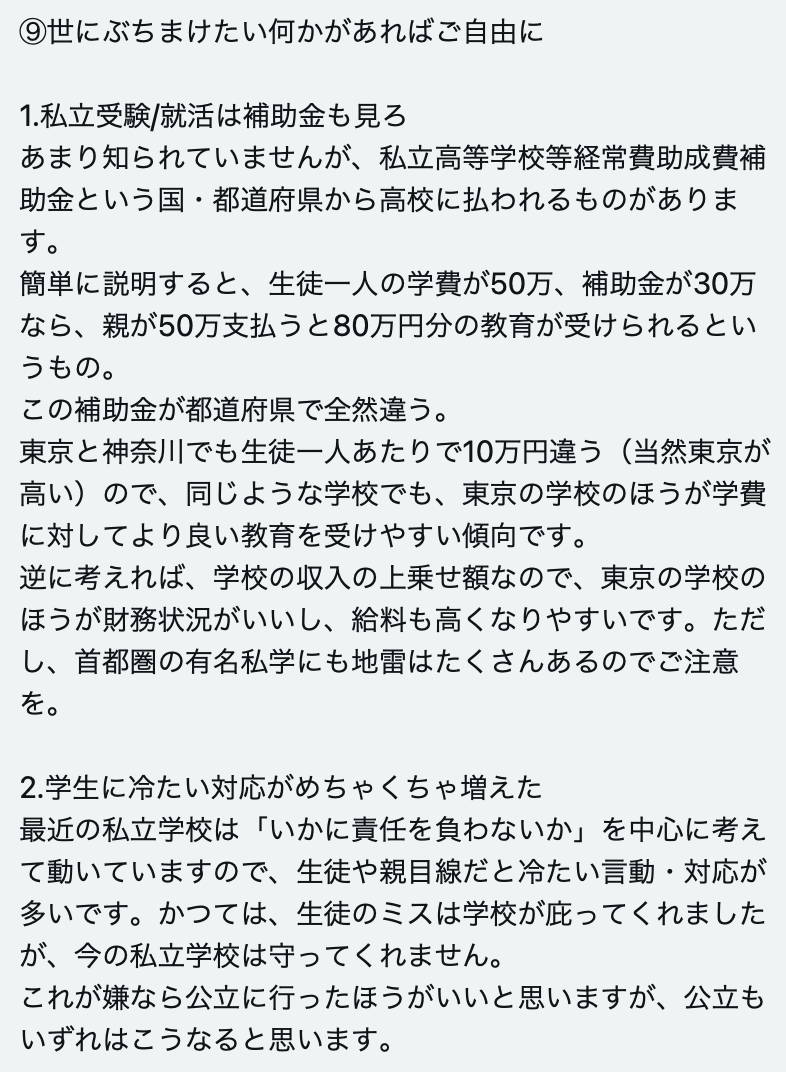 ⑨世にぶちまけたい何かがあればご自由に
1.私立受験/就活は補助金も見ろ
あまり知られていませんが、私立高等学校等経常費助成費補
助金という国・都道府県から高校に払われるものがありま
す。
簡単に説明すると、生徒一人の学費が50万、補助金が30万
なら、親が50万支払うと80万円分の教育が受けられるとい
うもの。
この補助金が都道府県で全然違う。
東京と神奈川でも生徒一人あたりで10万円違う（当然東京が
高い）ので、同じような学校でも、東京の学校のほうが学費
に対してより良い教育を受けやすい傾向です。
逆に考えれば、学校の収入の上乗せ額なので、東京の学校の
ほうが財務状況がいいし、給料も高くなりやすいです。ただ
し、首都圏の有名私学にも地雷はたくさんあるのでご注意
を。
2.学生に冷たい対応がめちゃくちゃ増えた
最近の私立学校は「いかに責任を負わないか」を中心に考え
て動いていますので、生徒や親目線だと冷たい言動・対応が
多いです。かつては、生徒のミスは学校が庇ってくれました
が、今の私立学校は守ってくれません。
これが嫌なら公立に行ったほうがいいと思いますが、公立も
いずれはこうなると思います。